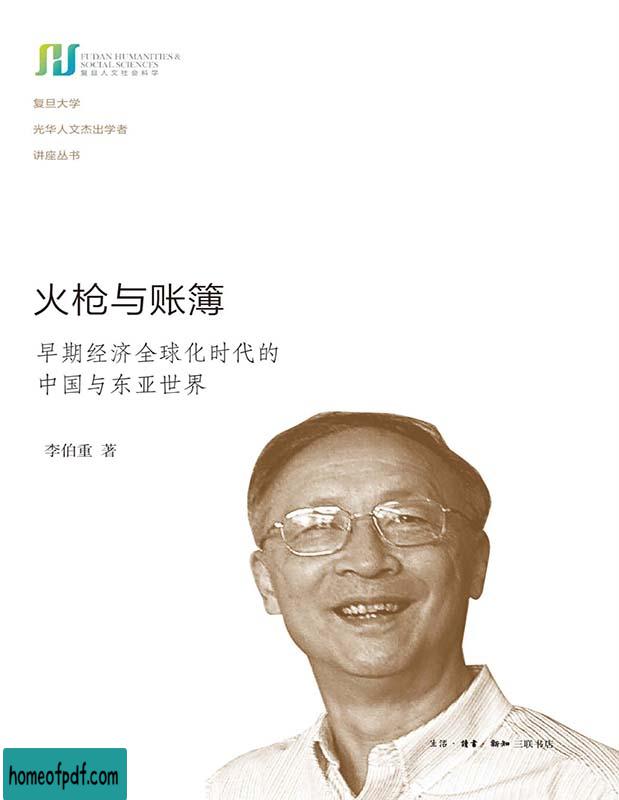 FUDAN HUMANITIES &
SOCIAL SCIENCES
复旦人文社会科学
复旦大学
光华人文杰出学者
讲座丛书
火枪与账簿
早期经济全球化时代的
中国与东亚世界
李伯重 著
生活·讀書·新知 三联书店
homeofpdf.com